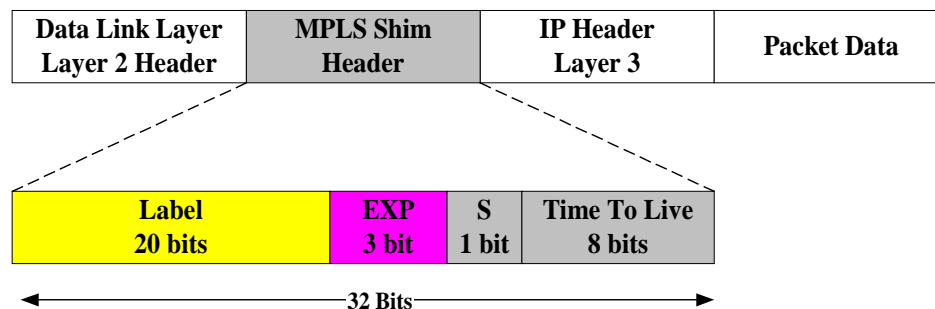 Data Link Layer
Layer 2 Header
MPLS Shim
Header
IP Header
Layer 3
Packet Data
Label
20 bits
EXP
3 bit
S
1 bit
Time To Live
8 bits
32 Bits